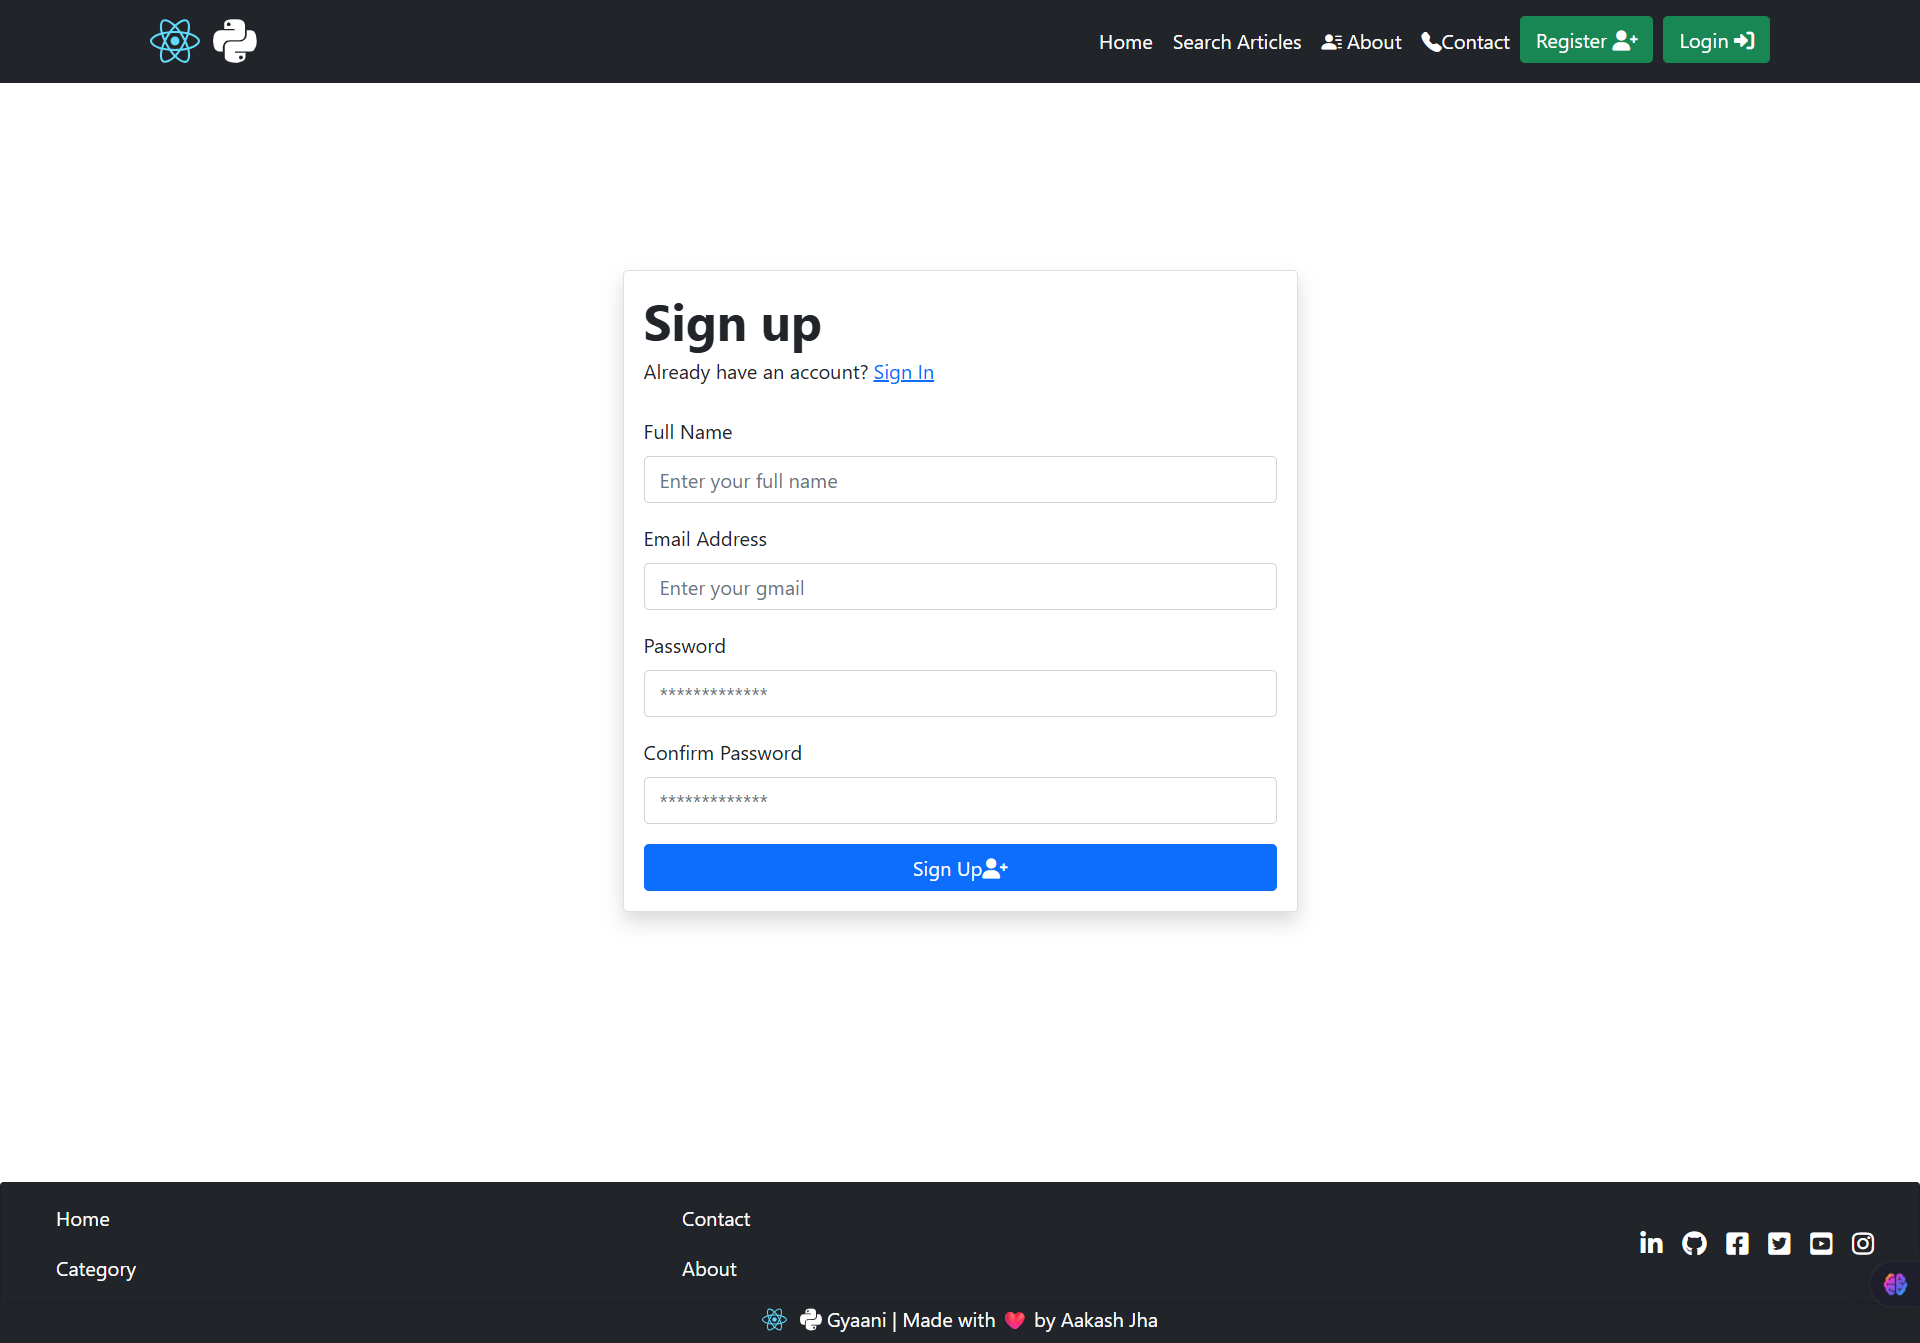 Home Search Articles About Contact Register Login
Sign up
Already have an account? Sign In
Full Name
Enter your full name
Email Address
Enter your gmail
Password
*************
Confirm Password
*************
Sign Up
Home
Contact
Category
About
Gyaani | Made with ❤️ by Aakash Jha